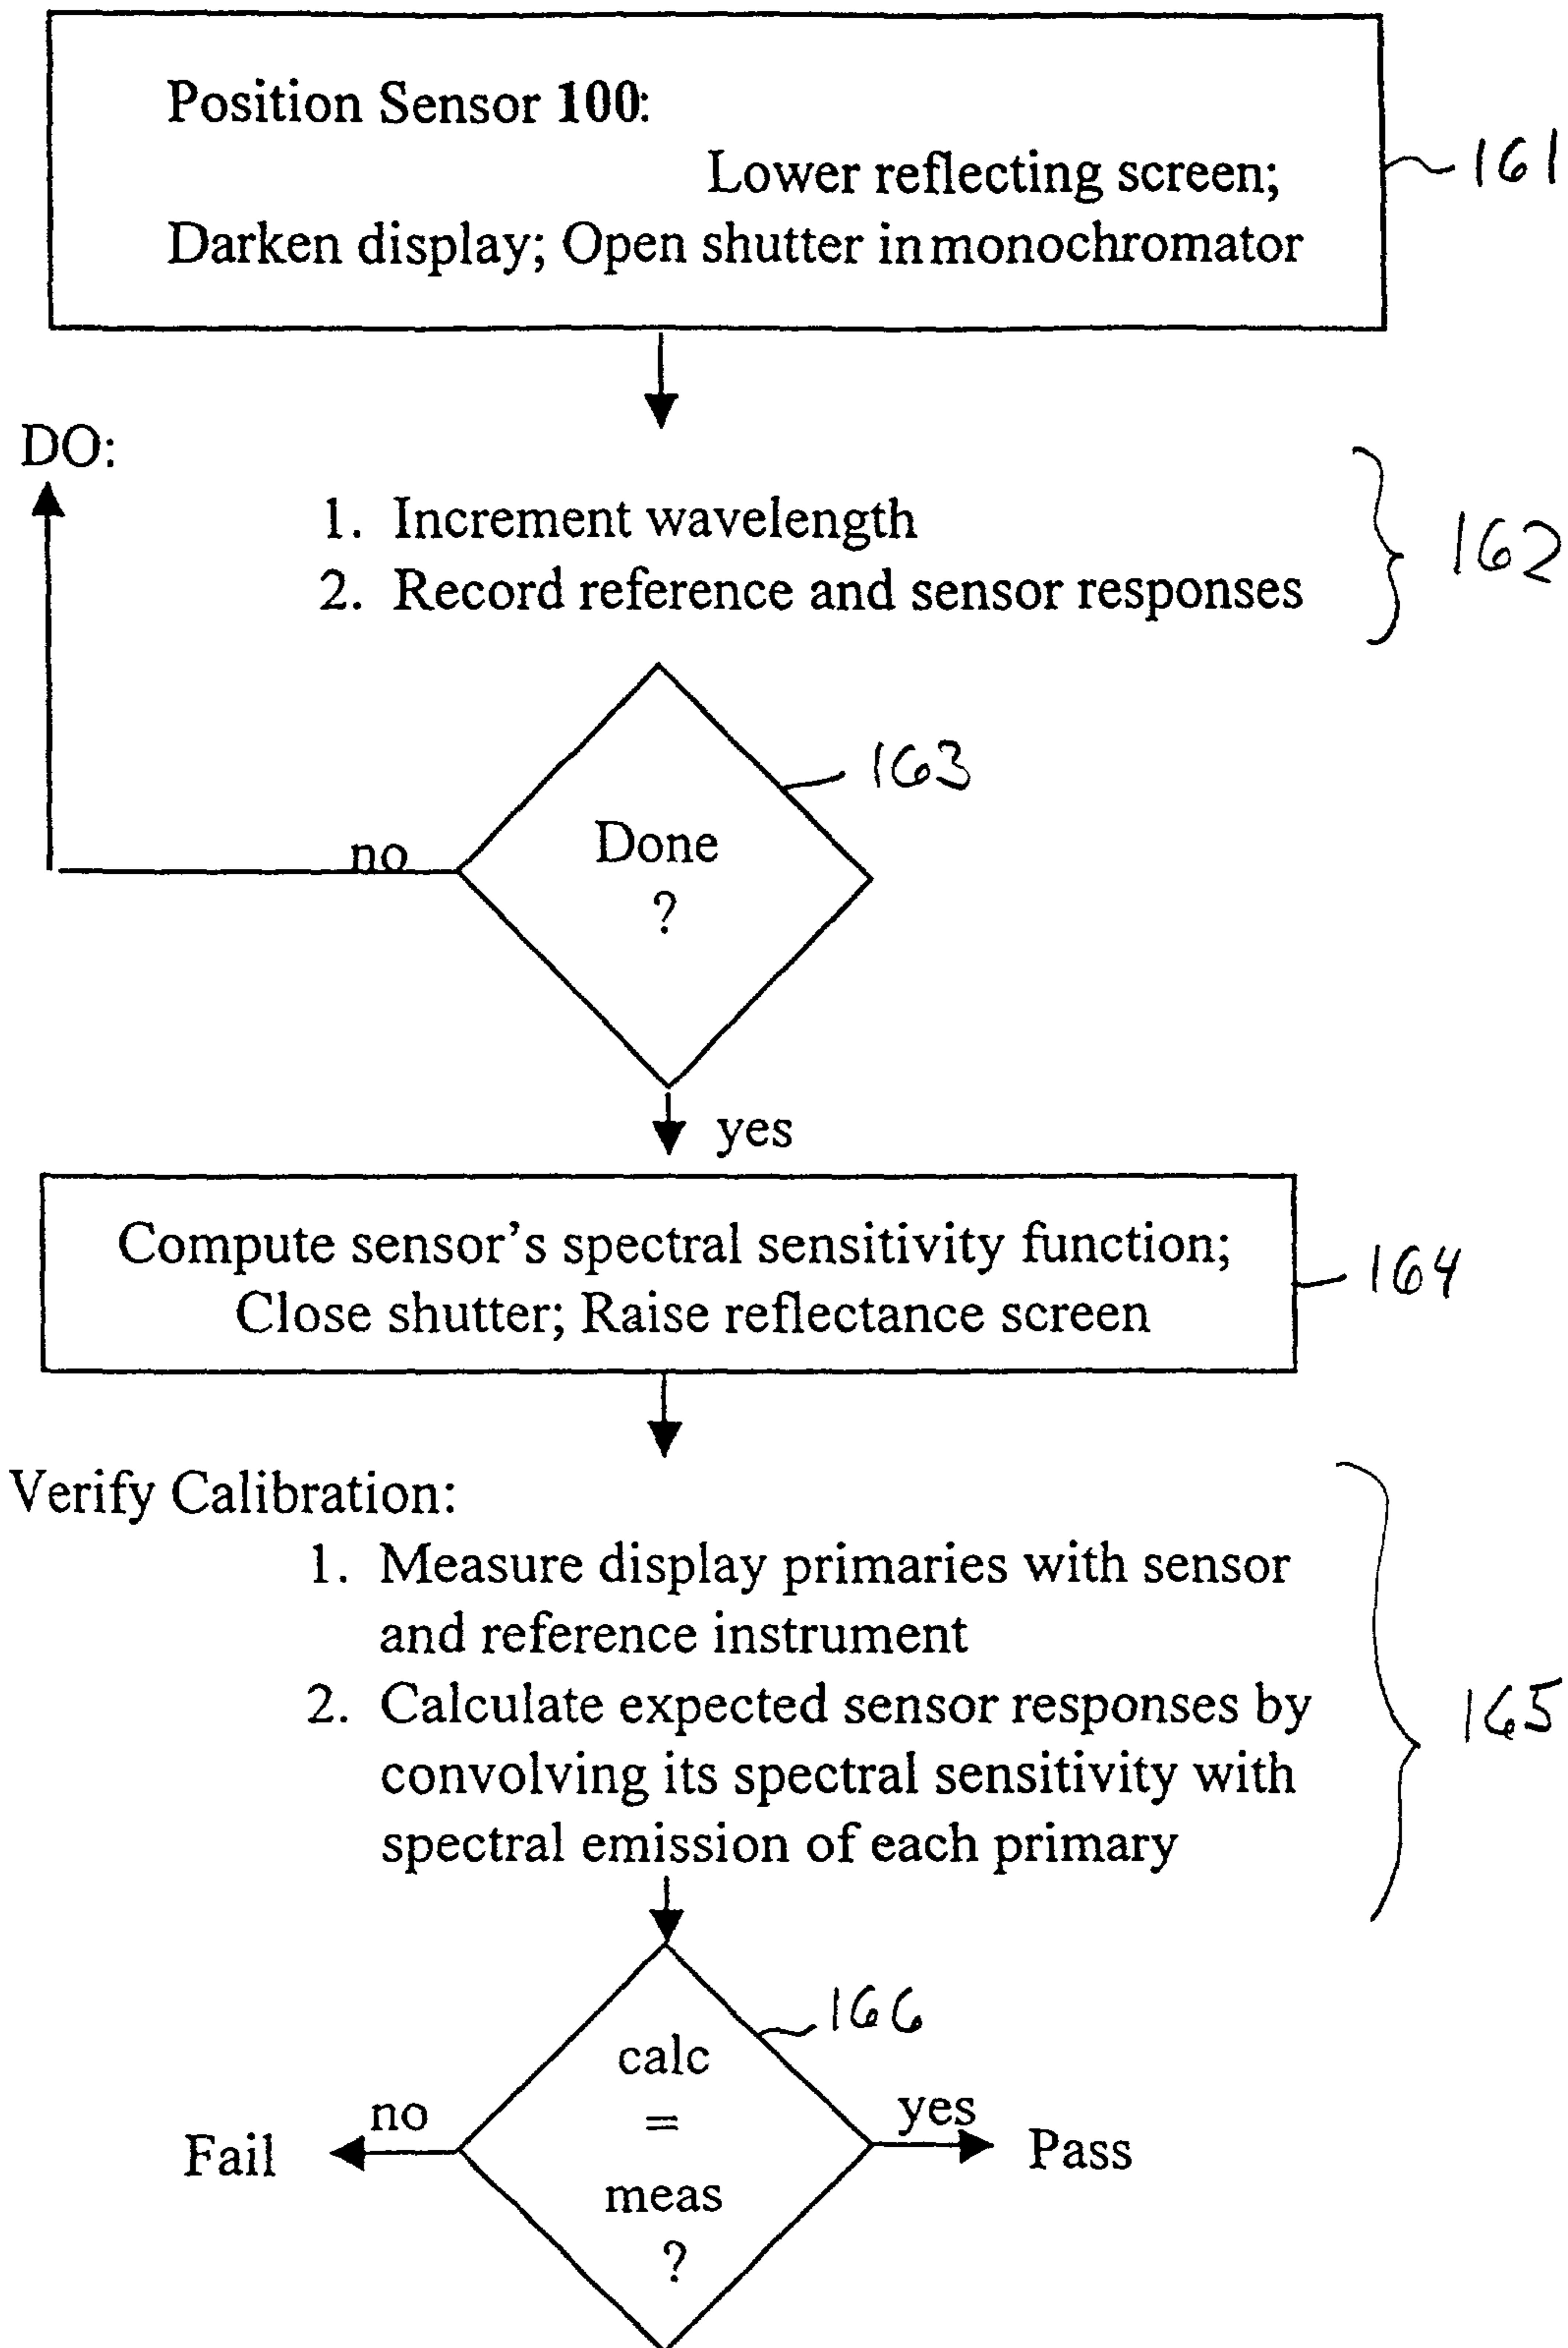 Position Sensor 100:
Lower reflecting screen;
Darken display; Open shutter in monochromator
161
DO:
1. Increment wavelength
2. Record reference and sensor responses
162
163
Done
?
no
yes
Compute sensor's spectral sensitivity function;
Close shutter; Raise reflectance screen
164
Verify Calibration:
1. Measure display primaries with sensor
and reference instrument
2. Calculate expected sensor responses by
convolving its spectral sensitivity with
spectral emission of each primary
165
166
calc
=
meas
?
no
Fail
yes
Pass